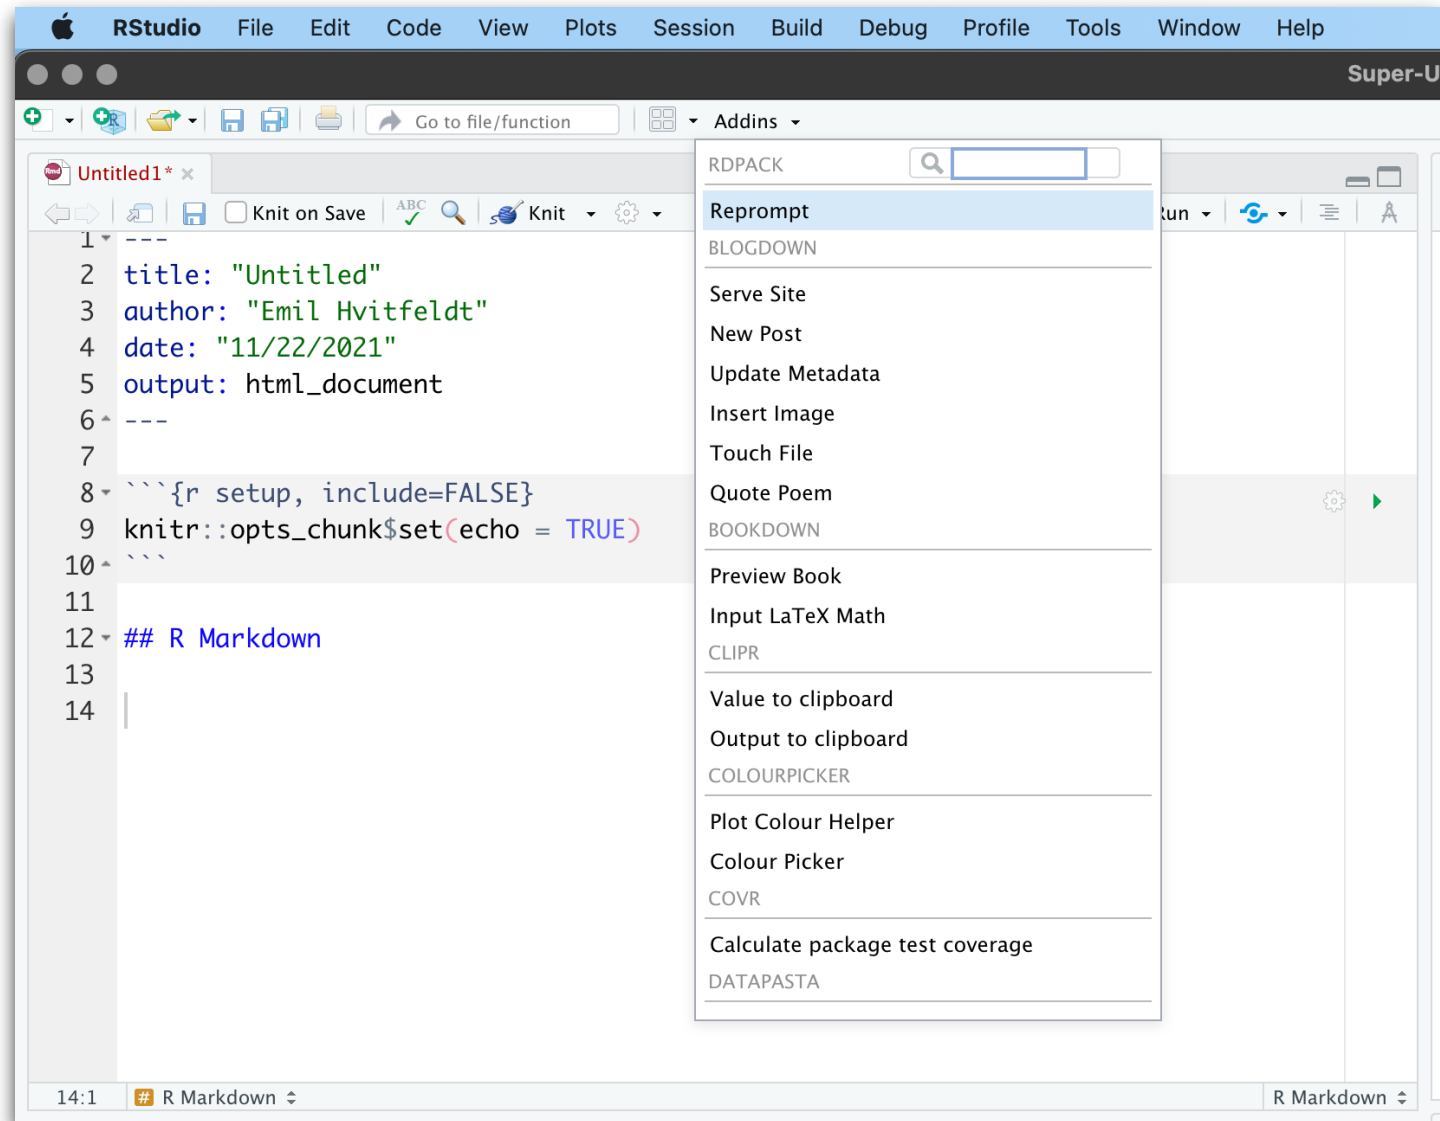 RStudio File Edit Code View Plots Session Build Debug Profile Tools Window Help
Super-U
Go to file/function Addins
Untitled1*
Knit on Save ABC Knit Run
1 ---
2 title: "Untitled"
3 author: "Emil Hvitfeldt"
4 date: "11/22/2021"
5 output: html_document
6 ---
7
8 ```{r setup, include=FALSE}
9 knitr::opts_chunk$set(echo = TRUE)
10 ```
11
12 ## R Markdown
13
14
RDPACK
Reprompt
BLOGDOWN
Serve Site
New Post
Update Metadata
Insert Image
Touch File
Quote Poem
BOOKDOWN
Preview Book
Input LaTeX Math
CLIPR
Value to clipboard
Output to clipboard
COLOURPICKER
Plot Colour Helper
Colour Picker
COVR
Calculate package test coverage
DATAPASTA
14:1 # R Markdown R Markdown